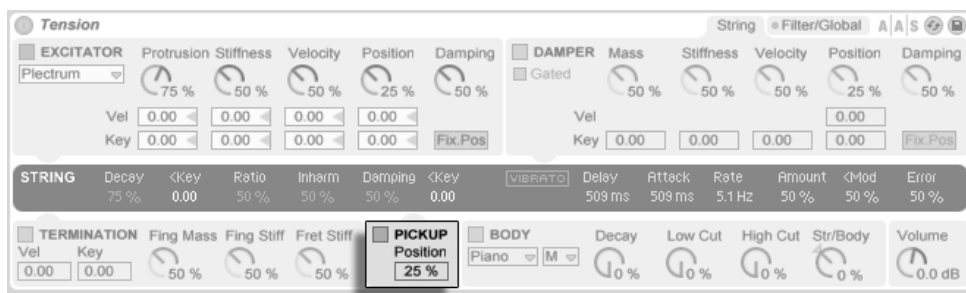 Tension String Filter/Global A A S
EXCITATOR Protrusion Stiffness Velocity Position Damping
Plectrum 75 % 50 % 50 % 25 % 50 %
Vel 0.00 0.00 0.00 0.00
Key 0.00 0.00 0.00 0.00 Fix.Pos
DAMPER Mass Stiffness Velocity Position Damping
Gated 50 % 50 % 50 % 25 % 50 %
Vel 0.00
Key 0.00 0.00 0.00 0.00 Fix.Pos
STRING Decay <Key Ratio Inharm Damping <Key VIBRATO Delay Attack Rate Amount <Mod Error
75 % 0.00 50 % 50 % 50 % 0.00 509 ms 509 ms 5.1 Hz 50 % 50 % 50 %
TERMINATION Fing Mass Fing Stiff Fret Stiff
Vel Key
0.00 0.00 50 % 50 % 50 %
PICKUP
Position
25 %
BODY Decay Low Cut High Cut Str/Body
Piano M 0 % 0 % 0 % 0 %
Volume
0.0 dB